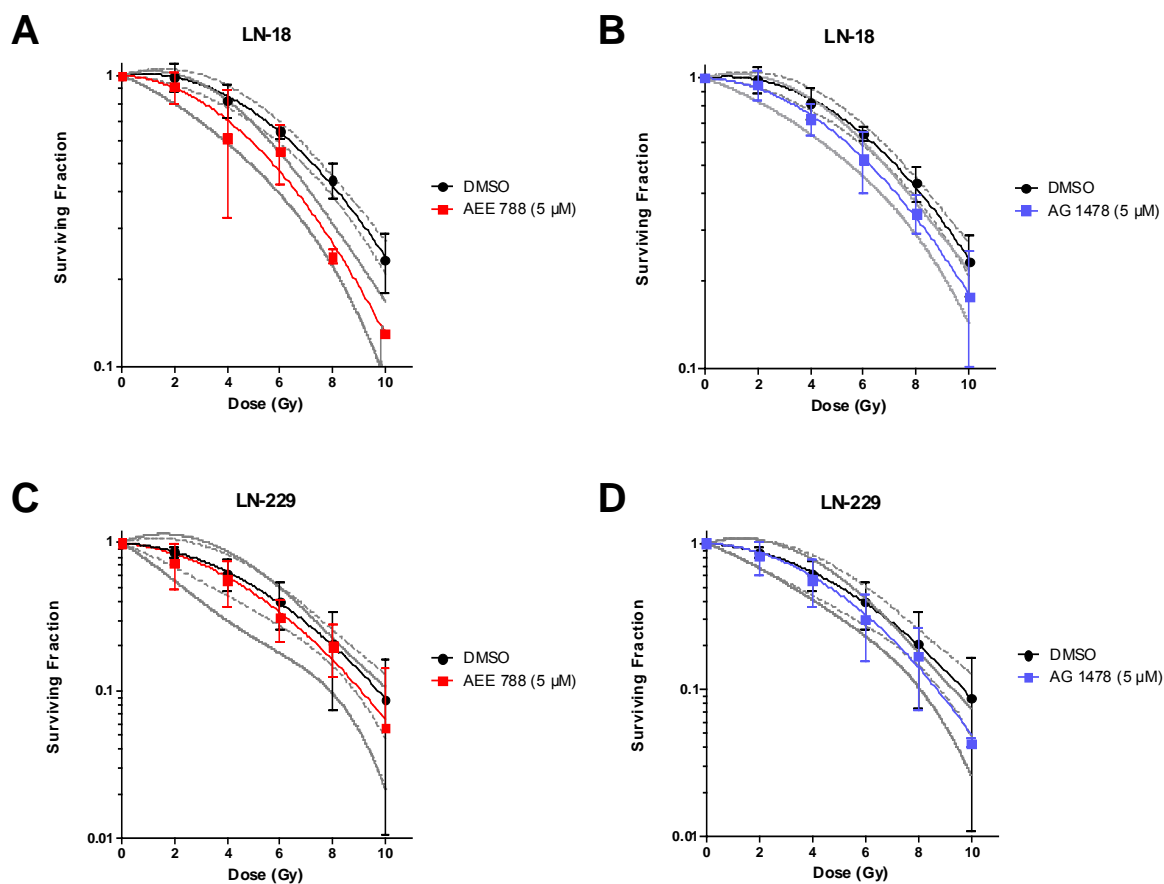 A
LN-18
1
0.1
Surviving Fraction
0 2 4 6 8 10
Dose (Gy)
DMSO
AEE 788 (5 µM)
B
LN-18
1
0.1
Surviving Fraction
0 2 4 6 8 10
Dose (Gy)
DMSO
AG 1478 (5 µM)
C
LN-229
1
0.1
0.01
Surviving Fraction
0 2 4 6 8 10
Dose (Gy)
DMSO
AEE 788 (5 µM)
D
LN-229
1
0.1
0.01
Surviving Fraction
0 2 4 6 8 10
Dose (Gy)
DMSO
AG 1478 (5 µM)